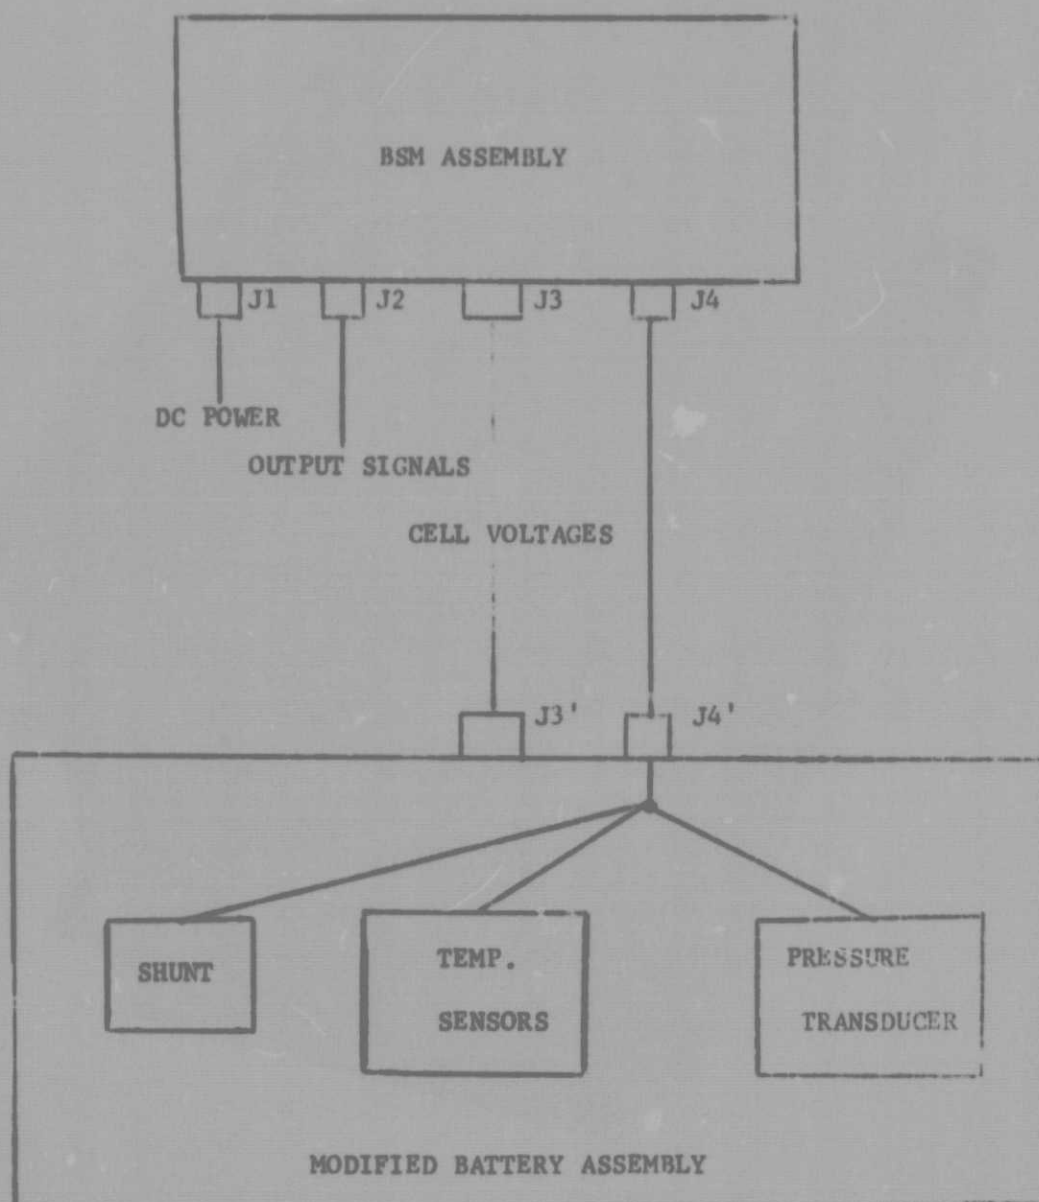 BSM ASSEMBLY
J1
J2
J3
J4
DC POWER
OUTPUT SIGNALS
CELL VOLTAGES
J3'
J4'
SHUNT
TEMP.
SENSORS
PRESSURE
TRANSDUCER
MODIFIED BATTERY ASSEMBLY